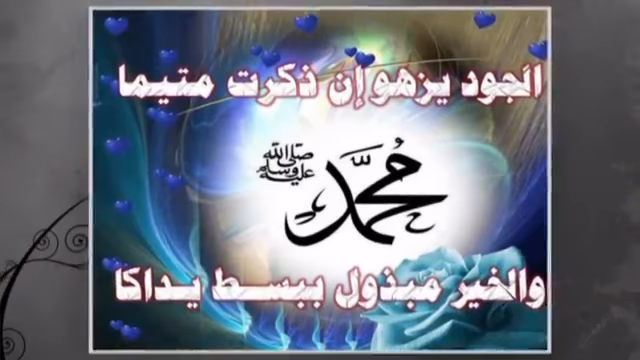 الجود يزهو إن ذكرت متيما
محمد
صلى الله عليه وسلم
والخير مبذول ببسط يداكا